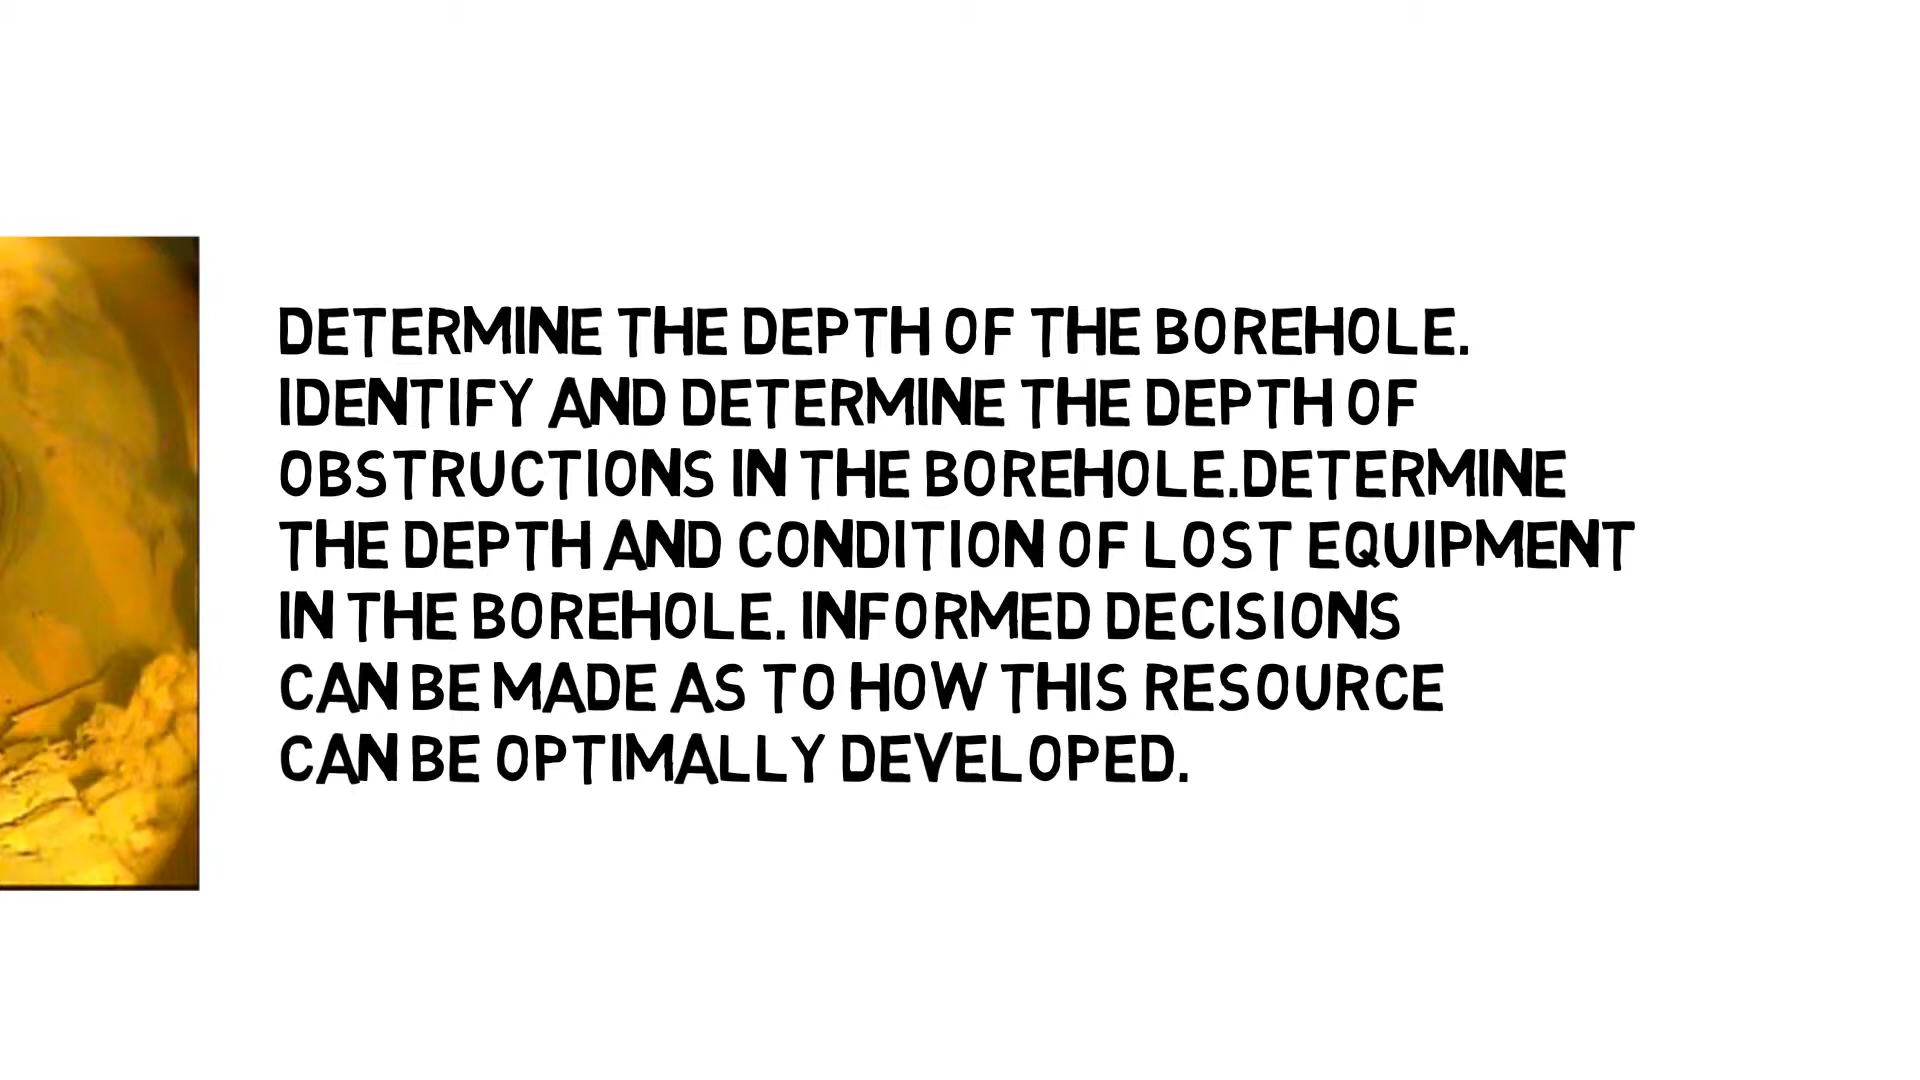 DETERMINE THE DEPTH OF THE BOREHOLE.
IDENTIFY AND DETERMINE THE DEPTH OF
OBSTRUCTIONS IN THE BOREHOLE.DETERMINE
THE DEPTH AND CONDITION OF LOST EQUIPMENT
IN THE BOREHOLE. INFORMED DECISIONS
CAN BE MADE AS TO HOW THIS RESOURCE
CAN BE OPTIMALLY DEVELOPED.